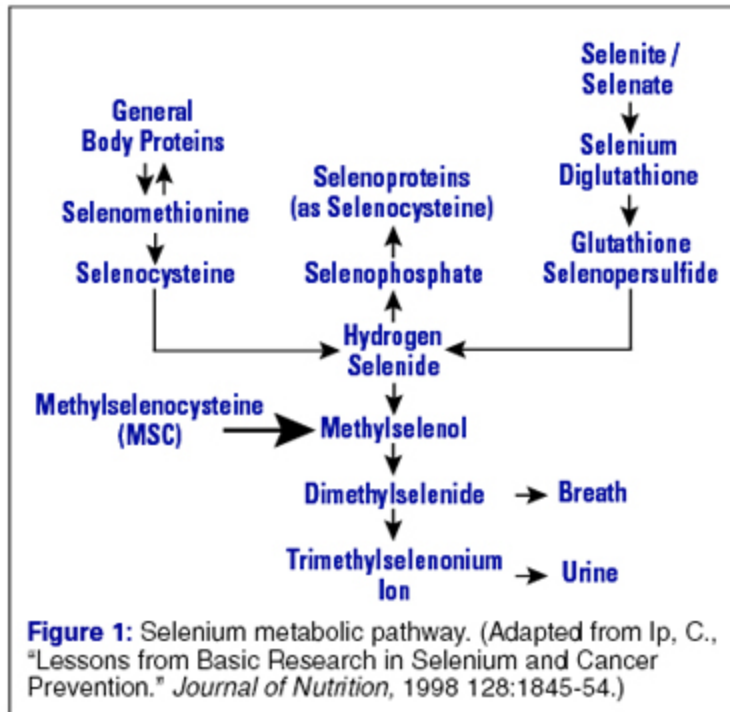 Selenite /
Selenate
General
Body Proteins
Selenium
Diglutathione
Selenoproteins
(as Selenocysteine)
Selenomethionine
Glutathione
Selenopersulfide
Selenocysteine
Selenophosphate
Hydrogen
Selenide
Methylselenocysteine
(MSC)
Methylselenol
Dimethylselenide
Breath
Trimethylselenonium
Ion
Urine
Figure 1: Selenium metabolic pathway. (Adapted from Ip, C.,
"Lessons from Basic Research in Selenium and Cancer
Prevention." Journal of Nutrition, 1998 128:1845-54.)